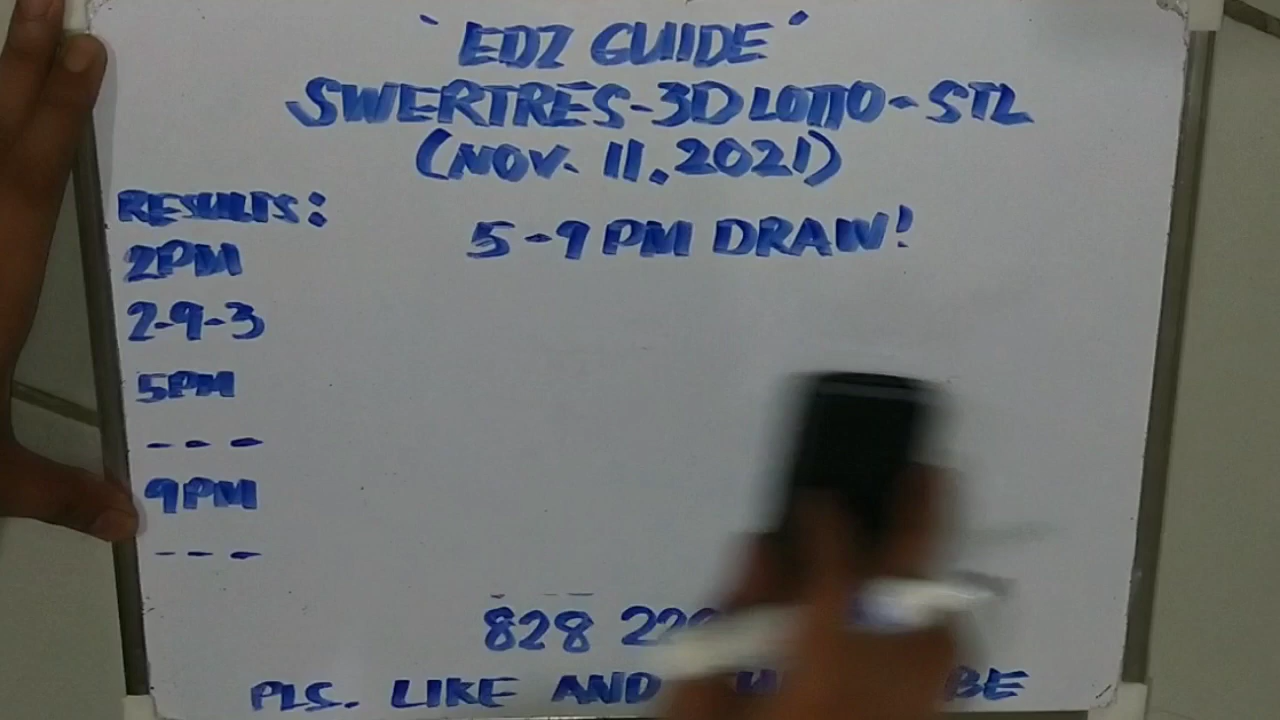 `EDZ GUIDE'
SWERTRES-3D LOTTO-STL
(NOV. 11, 2021)
RESULTS:
5-9 PM DRAW!
2PM
2-9-3
5PM
---
9PM
---
828
PLS. LIKE AND